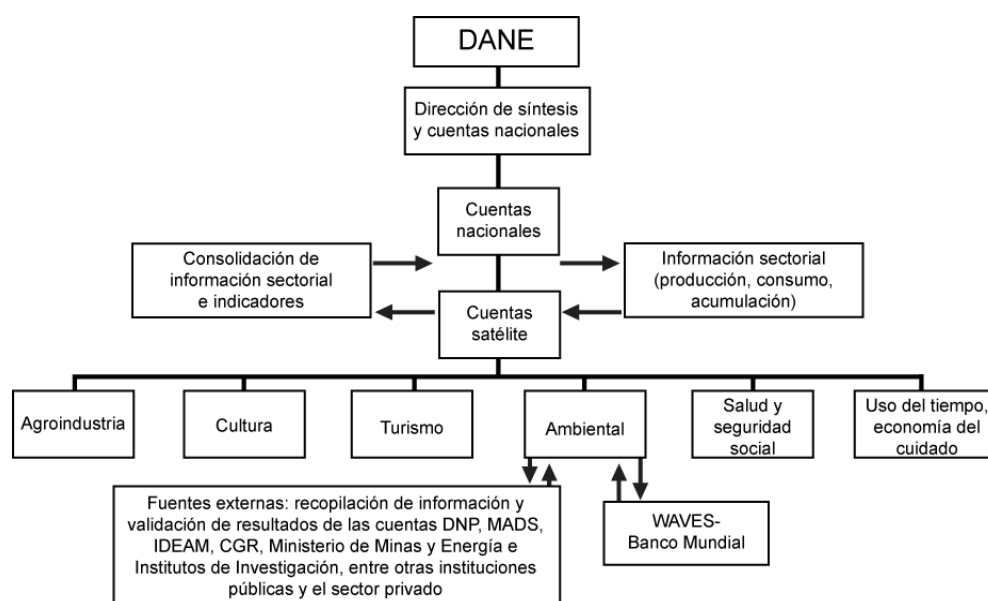 DANE
Dirección de síntesis
y cuentas nacionales
Cuentas
nacionales
Consolidación de
información sectorial
e indicadores
Información sectorial
(producción, consumo,
acumulación)
Cuentas
satélite
Agroindustria
Cultura
Turismo
Ambiental
Salud y
seguridad
social
Uso del tiempo,
economía del
cuidado
Fuentes externas: recopilación de información y
validación de resultados de las cuentas DNP, MADS,
IDEAM, CGR, Ministerio de Minas y Energía e
Institutos de Investigación, entre otras instituciones
públicas y el sector privado
WAVES-
Banco Mundial